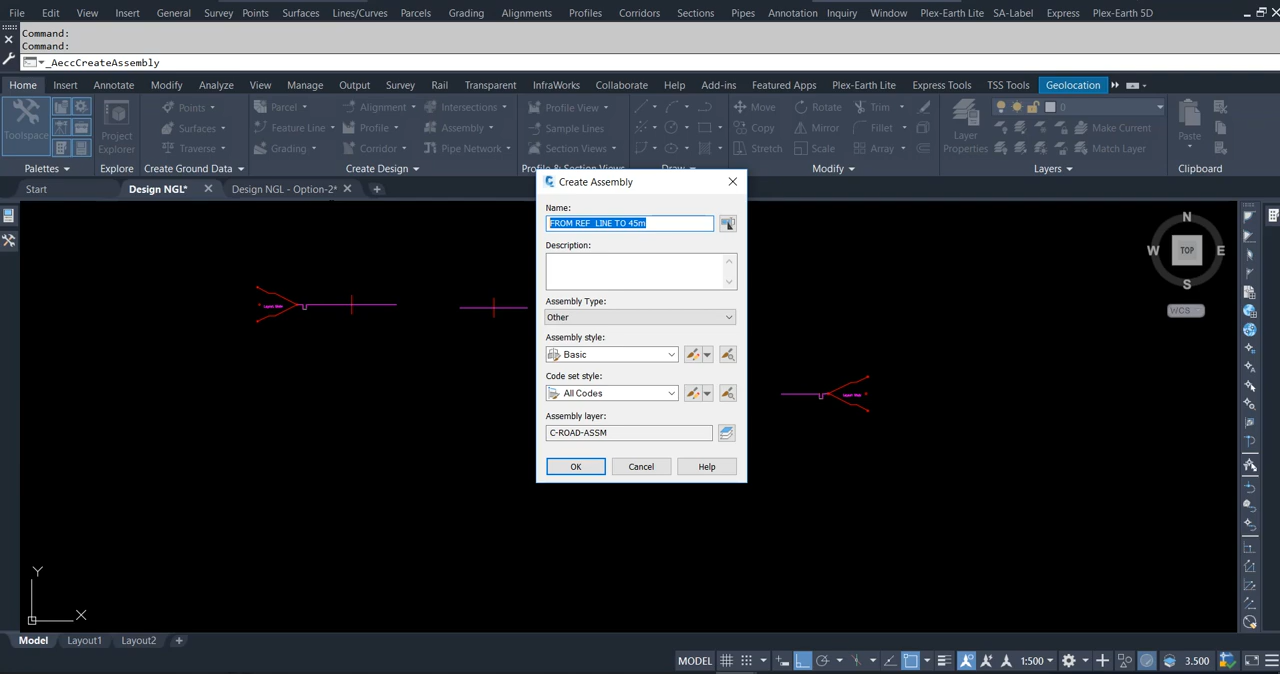 File Edit View Insert General Survey Points Surfaces Lines/Curves Parcels Grading Alignments Profiles Corridors Sections Pipes Annotation Inquiry Window Plex-Earth Lite SA-Label Express Plex-Earth 5D
Command:
Command:
_AeccCreateAssembly
Home Insert Annotate Modify Analyze View Manage Output Survey Rail Transparent InfraWorks Collaborate Help Add-ins Featured Apps Plex-Earth Lite Express Tools TSS Tools Geolocation
Parcel Alignment Intersections Profile View Move Rotate Trim 0
Points
Toolspace Project Explorer Surfaces Feature Line Profile Assembly Sample Lines Copy Mirror Fillet Layer Properties Make Current Paste
Traverse Grading Corridor Pipe Network Section Views Stretch Scale Array Match Layer
Palettes Explore Create Ground Data Create Design Profile & Section Views Draw Modify Layers Clipboard
Start Design NGL* Design NGL - Option-2*
Create Assembly
Name:
FROM REF LINE TO 45m
Description:
Assembly Type:
Other
Assembly style:
Basic
Code set style:
All Codes
Assembly layer:
C-ROAD-ASSM
OK Cancel Help
N
W TOP E
S
WCS
Y
X
Model Layout1 Layout2
MODEL 1:500 3.500